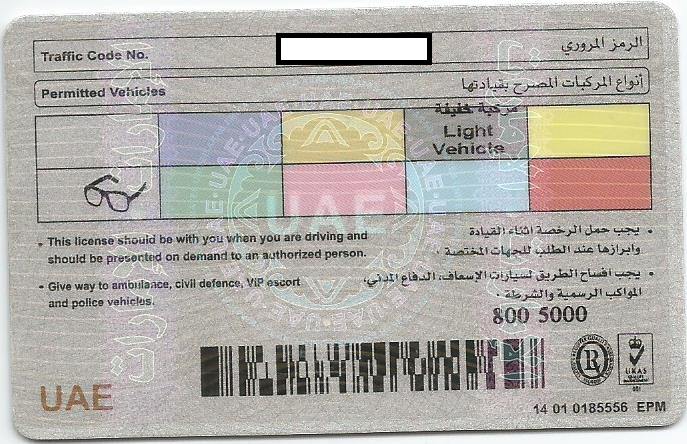 Traffic Code No. الرمز المروري
Permitted Vehicles أنواع المركبات المصرح بقيادتها
مركبة خفيفة
Light
Vehicle
UAE
• This license should be with you when you are driving and
should be presented on demand to an authorized person.
• Give way to ambulance, civil defence, VIP escort
and police vehicles.
• يجب حمل الرخصة اثناء القيادة
وابرازها عند الطلب للجهات المختصة .
• يجب افساح الطريق لسيارات الإسعاف، الدفاع المدني،
المواكب الرسمية والشرطة .
800 5000
R
UKAS
QUALITY
MANAGEMENT
001
UAE
14 01 0185556 EPM